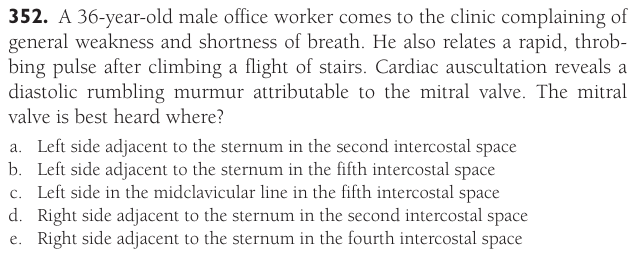 352. A 36-year-old male office worker comes to the clinic complaining of
general weakness and shortness of breath. He also relates a rapid, throb-
bing pulse after climbing a flight of stairs. Cardiac auscultation reveals a
diastolic rumbling murmur attributable to the mitral valve. The mitral
valve is best heard where?
a. Left side adjacent to the sternum in the second intercostal space
b. Left side adjacent to the sternum in the fifth intercostal space
c. Left side in the midclavicular line in the fifth intercostal space
d. Right side adjacent to the sternum in the second intercostal space
e. Right side adjacent to the sternum in the fourth intercostal space